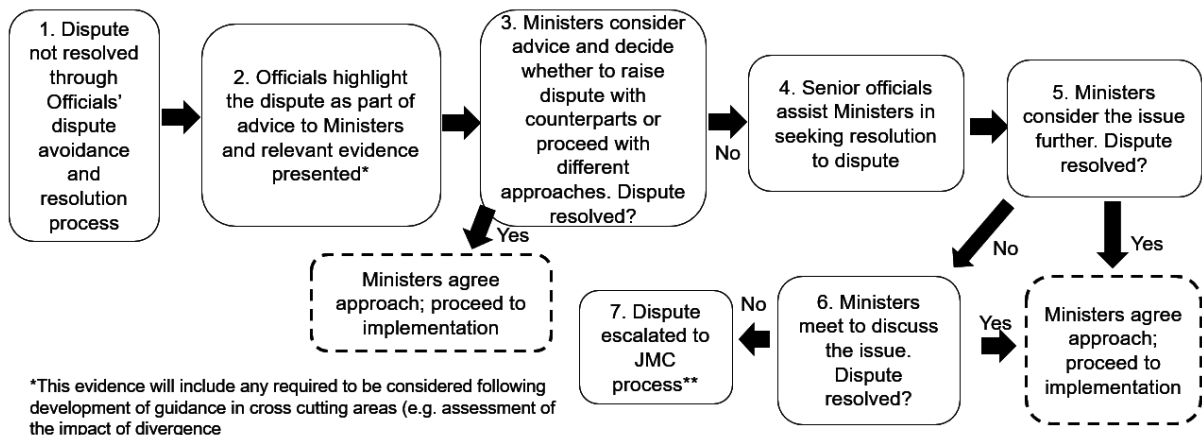 1. Dispute
not resolved
through
Officials’
dispute
avoidance
and
resolution
process
2. Officials highlight
the dispute as part of
advice to Ministers
and relevant evidence
presented*
3. Ministers consider
advice and decide
whether to raise
dispute with
counterparts or
proceed with
different
approaches. Dispute
resolved?
No
4. Senior officials
assist Ministers in
seeking resolution
to dispute
5. Ministers
consider the issue
further. Dispute
resolved?
Yes
Ministers agree
approach; proceed to
implementation
No
Yes
6. Ministers
meet to discuss
the issue.
Dispute
resolved?
No
7. Dispute
escalated to
JMC
process**
Yes
Ministers agree
approach;
proceed to
implementation
*This evidence will include any required to be considered following
development of guidance in cross cutting areas (e.g. assessment of
the impact of divergence